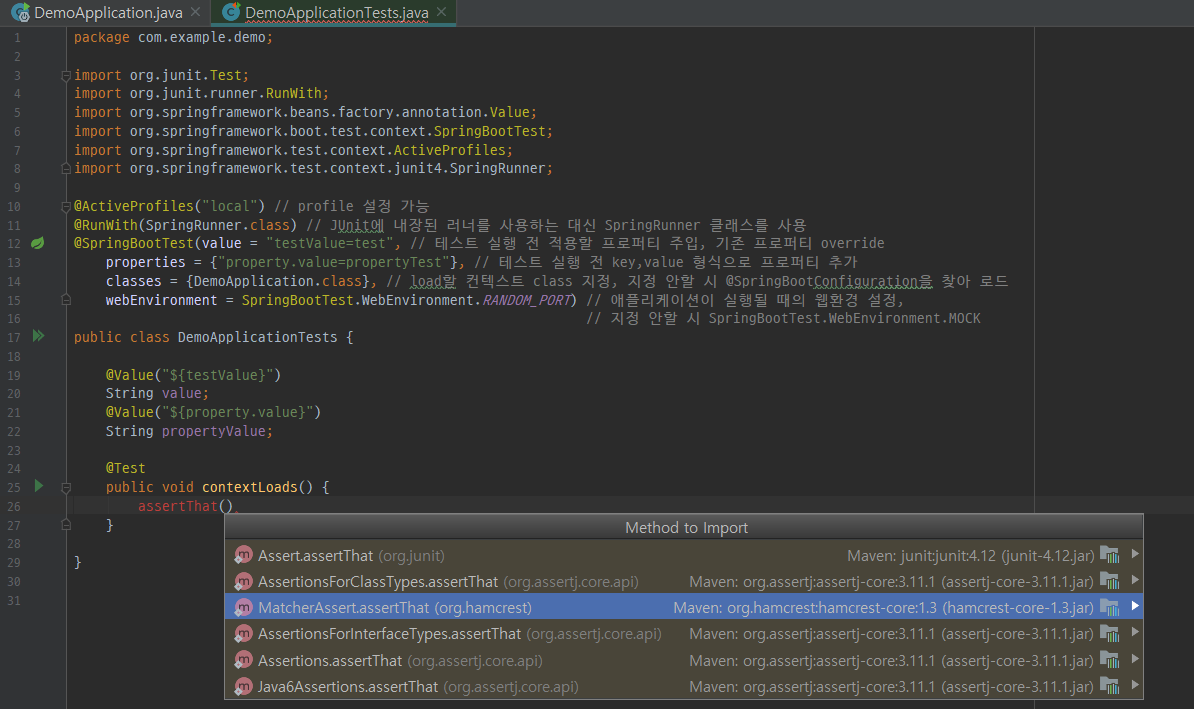 DemoApplication.java × DemoApplicationTests.java ×
1 package com.example.demo;
2
3 import org.junit.Test;
4 import org.junit.runner.RunWith;
5 import org.springframework.beans.factory.annotation.Value;
6 import org.springframework.boot.test.context.SpringBootTest;
7 import org.springframework.test.context.ActiveProfiles;
8 import org.springframework.test.context.junit4.SpringRunner;
9
10 @ActiveProfiles("local") // profile 설정 가능
11 @RunWith(SpringRunner.class) // JUnit에 내장된 러너를 사용하는 대신 SpringRunner 클래스를 사용
12 @SpringBootTest(value = "testValue=test", // 테스트 실행 전 적용할 프로퍼티 주입, 기존 프로퍼티 override
13 properties = {"property.value=propertyTest"}, // 테스트 실행 전 key,value 형식으로 프로퍼티 추가
14 classes = {DemoApplication.class}, // load할 컨텍스트 class 지정, 지정 안할 시 @SpringBootConfiguration을 찾아 로드
15 webEnvironment = SpringBootTest.WebEnvironment.RANDOM_PORT) // 애플리케이션이 실행될 때의 웹환경 설정,
16 // 지정 안할 시 SpringBootTest.WebEnvironment.MOCK
17 public class DemoApplicationTests {
18
19 @Value("${testValue}")
20 String value;
21 @Value("${property.value}")
22 String propertyValue;
23
24 @Test
25 public void contextLoads() {
26 assertThat()
27 }
28
29 }
30
31
Method to Import
Assert.assertThat (org.junit) Maven: junit:junit:4.12 (junit-4.12.jar)
AssertionsForClassTypes.assertThat (org.assertj.core.api) Maven: org.assertj:assertj-core:3.11.1 (assertj-core-3.11.1.jar)
MatcherAssert.assertThat (org.hamcrest) Maven: org.hamcrest:hamcrest-core:1.3 (hamcrest-core-1.3.jar)
AssertionsForInterfaceTypes.assertThat (org.assertj.core.api) Maven: org.assertj:assertj-core:3.11.1 (assertj-core-3.11.1.jar)
Assertions.assertThat (org.assertj.core.api) Maven: org.assertj:assertj-core:3.11.1 (assertj-core-3.11.1.jar)
Java6Assertions.assertThat (org.assertj.core.api) Maven: org.assertj:assertj-core:3.11.1 (assertj-core-3.11.1.jar)